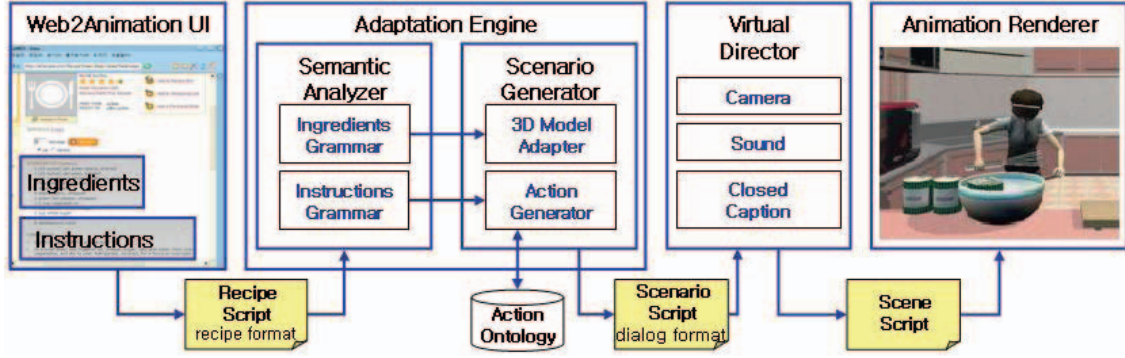 Web2Animation UI
Ingredients
Instructions
Adaptation Engine
Semantic
Analyzer
Ingredients
Grammar
Instructions
Grammar
Scenario
Generator
3D Model
Adapter
Action
Generator
Virtual
Director
Camera
Sound
Closed
Caption
Animation Renderer
Recipe
Script
recipe format
Action
Ontology
Scenario
Script
dialog format
Scene
Script